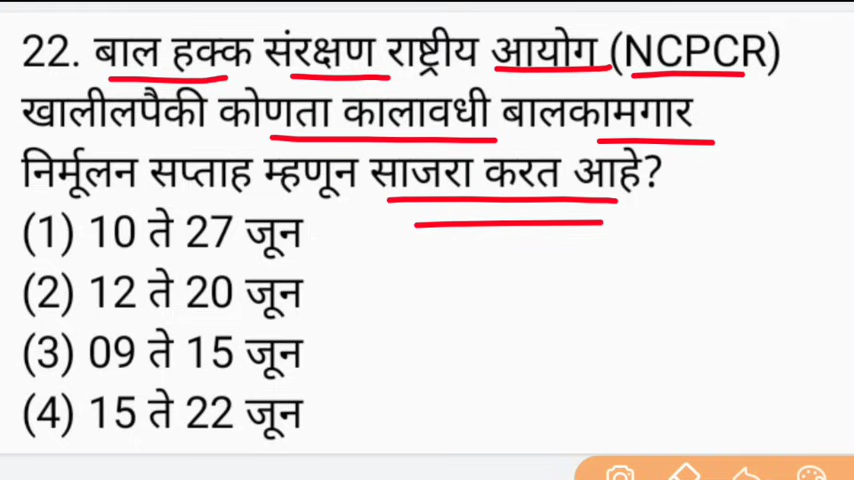 22. बाल हक्क संरक्षण राष्ट्रीय आयोग (NCPCR)
खालीलपैकी कोणता कालावधी बालकामगार
निर्मूलन सप्ताह म्हणून साजरा करत आहे?
(1) 10 ते 27 जून
(2) 12 ते 20 जून
(3) 09 ते 15 जून
(4) 15 ते 22 जून